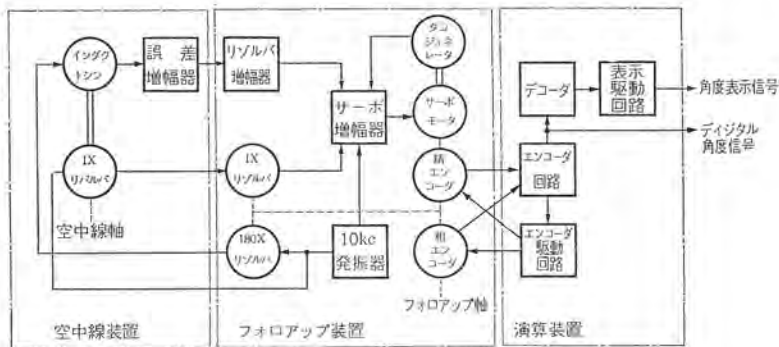 インダク
トシン
誤差
増幅器
リゾルバ
増幅器
タコ
ジェネ
レータ
サーボ
増幅器
サーボ
モータ
デコーダ
表示
駆動
回路
角度表示信号
ディジタル
角度信号
1X
リバルバ
1X
リゾルバ
精
エン
コーダ
エンコーダ
回路
空中線軸
180X
リゾルバ
10kc
発振器
粗
エン
コーダ
エンコーダ
駆動
回路
フォロアップ軸
空中線装置
フォロアップ装置
演算装置